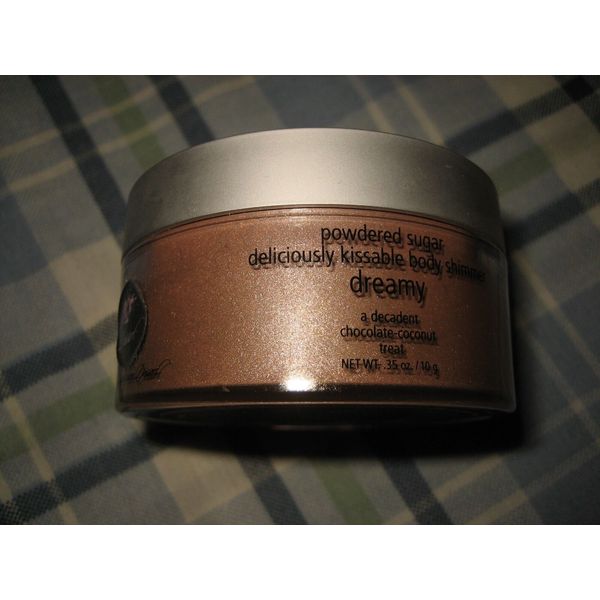 powdered sugar
deliciously kissable body shimmer
dreamy
a decadent
chocolate-coconut
treat
NET WT. .35 oz. / 10 g